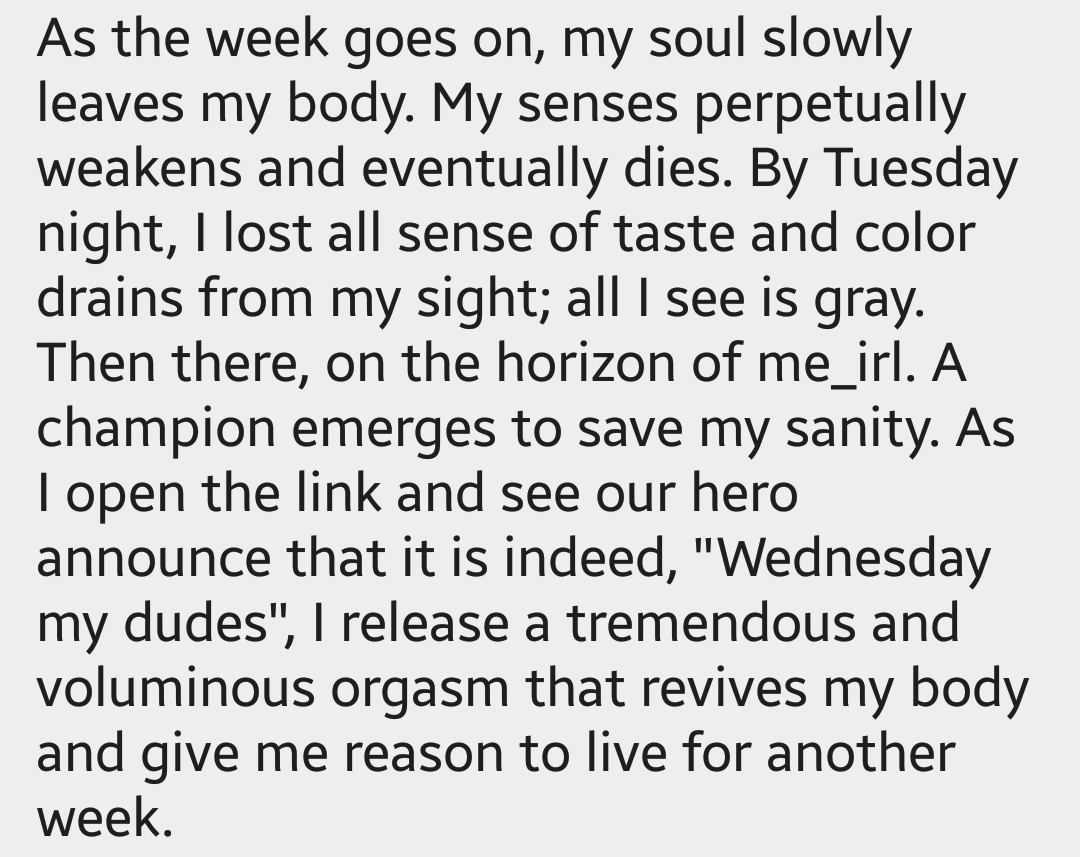 As the week goes on, my soul slowly
leaves my body. My senses perpetually
weakens and eventually dies. By Tuesday
night, I lost all sense of taste and color
drains from my sight; all I see is gray.
Then there, on the horizon of me_irl. A
champion emerges to save my sanity. As
I open the link and see our hero
announce that it is indeed, "Wednesday
my dudes", I release a tremendous and
voluminous orgasm that revives my body
and give me reason to live for another
week.